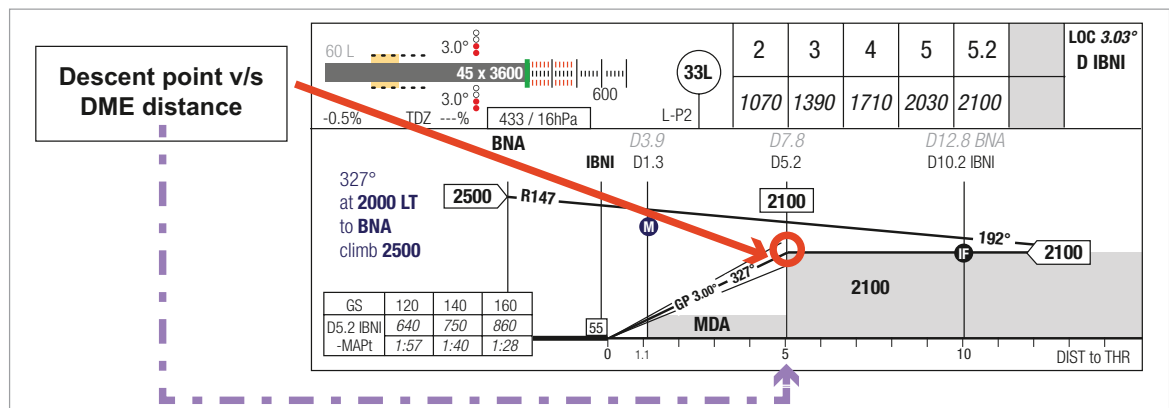 Descent point v/s
DME distance
60 L
3.0°
45 x 3600
3.0°
600
-0.5%
TDZ
---%
433 / 16hPa
33L
L-P2
2
3
4
5
5.2
1070
1390
1710
2030
2100
LOC 3.03°
D IBNI
BNA
IBNI
D3.9
D1.3
D7.8
D5.2
D12.8 BNA
D10.2 IBNI
327°
at 2000 LT
to BNA
climb 2500
2500
R147
M
2100
192°
2100
IF
GP 3.00°
327°
2100
MDA
55
GS 120 140 160
D5.2 IBNI 640 750 860
-MAPt 1:57 1:40 1:28
0
1.1
5
10
DIST to THR